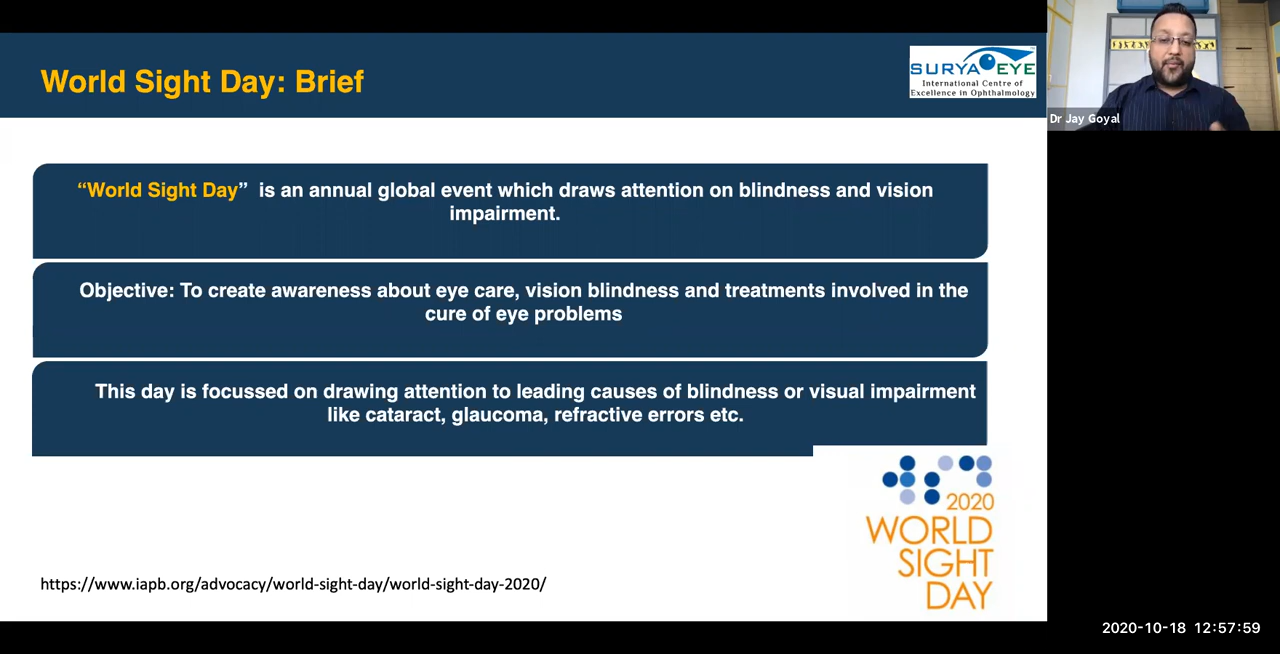 World Sight Day: Brief
SURYA EYE
International Centre of
Excellence in Ophthalmology
Dr Jay Goyal
“World Sight Day” is an annual global event which draws attention on blindness and vision
impairment.
Objective: To create awareness about eye care, vision blindness and treatments involved in the
cure of eye problems
This day is focussed on drawing attention to leading causes of blindness or visual impairment
like cataract, glaucoma, refractive errors etc.
2020
WORLD
SIGHT
DAY
https://www.iapb.org/advocacy/world-sight-day/world-sight-day-2020/
2020-10-18 12:57:59